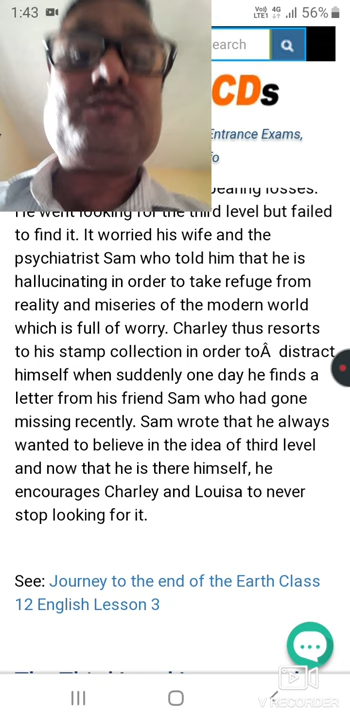 1:43
Vo)) 4G 56%
LTE1
earch
CDs
Entrance Exams,
bearing losses.
He went looking for the third level but failed
to find it. It worried his wife and the
psychiatrist Sam who told him that he is
hallucinating in order to take refuge from
reality and miseries of the modern world
which is full of worry. Charley thus resorts
to his stamp collection in order toÂ distract
himself when suddenly one day he finds a
letter from his friend Sam who had gone
missing recently. Sam wrote that he always
wanted to believe in the idea of third level
and now that he is there himself, he
encourages Charley and Louisa to never
stop looking for it.
See: Journey to the end of the Earth Class
12 English Lesson 3
V RECORDER